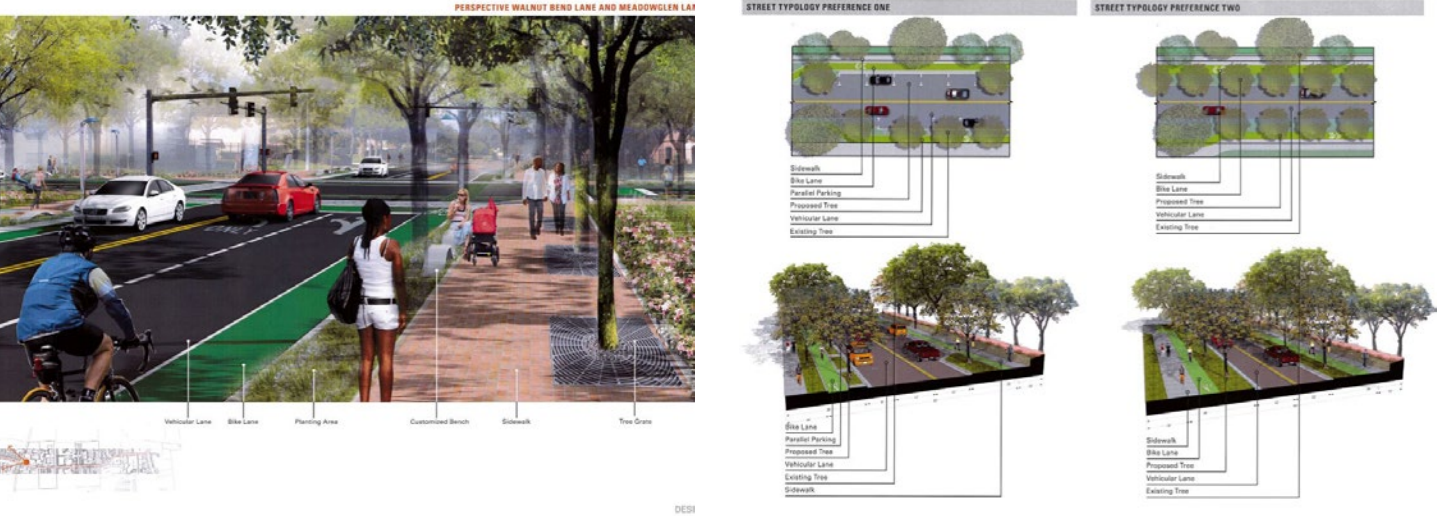 PERSPECTIVE WALNUT BEND LANE AND MEADOWGLEN LAN
ONLY
Vehicular Lane
Bike Lane
Planting Area
Customized Bench
Sidewalk
Tree Grate
DESI
STREET TYPOLOGY PREFERENCE ONE
Sidewalk
Bike Lane
Parallel Parking
Proposed Tree
Vehicular Lane
Existing Tree
Bike Lane
Parallel Parking
Proposed Tree
Vehicular Lane
Existing Tree
Sidewalk
STREET TYPOLOGY PREFERENCE TWO
Sidewalk
Bike Lane
Proposed Tree
Vehicular Lane
Existing Tree
Sidewalk
Bike Lane
Proposed Tree
Vehicular Lane
Existing Tree